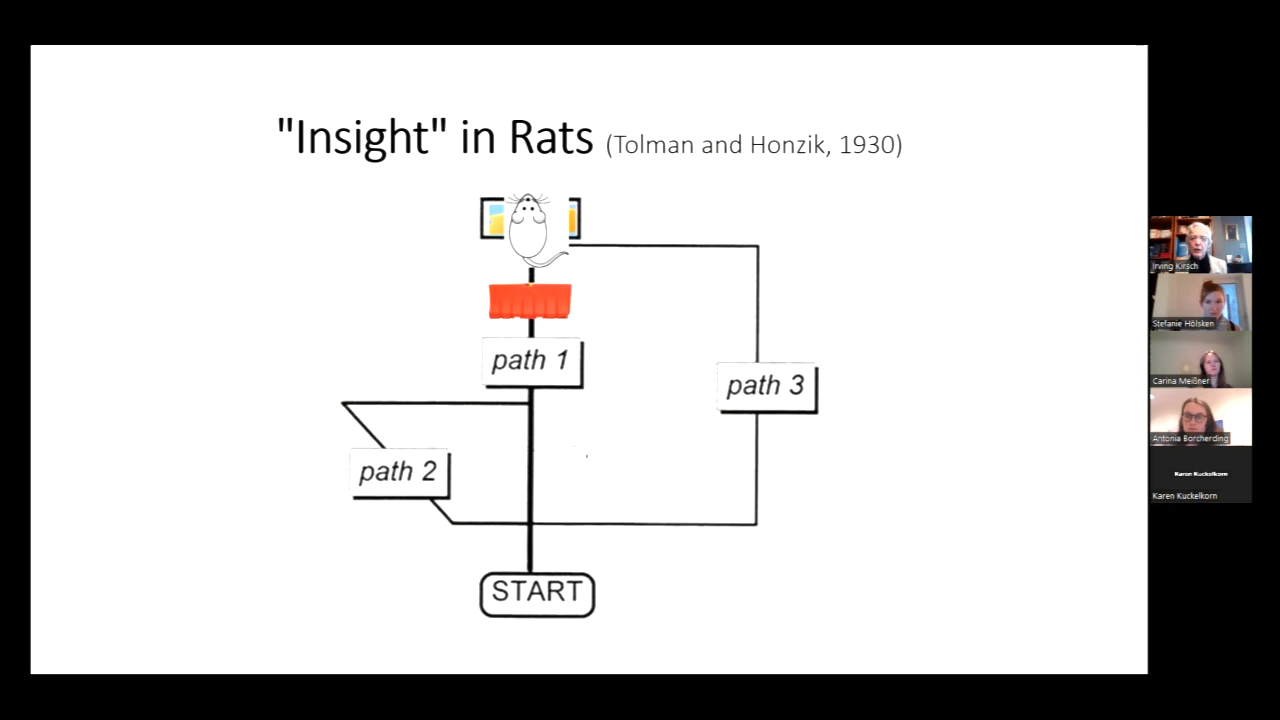 "Insight" in Rats (Tolman and Honzik, 1930)
path 1
path 3
path 2
START
Irving Kirsch
Stefanie Hölsken
Carina Meißner
Antonia Borcherding
Karen Kuckelkorn
Karen Kuckelkorn